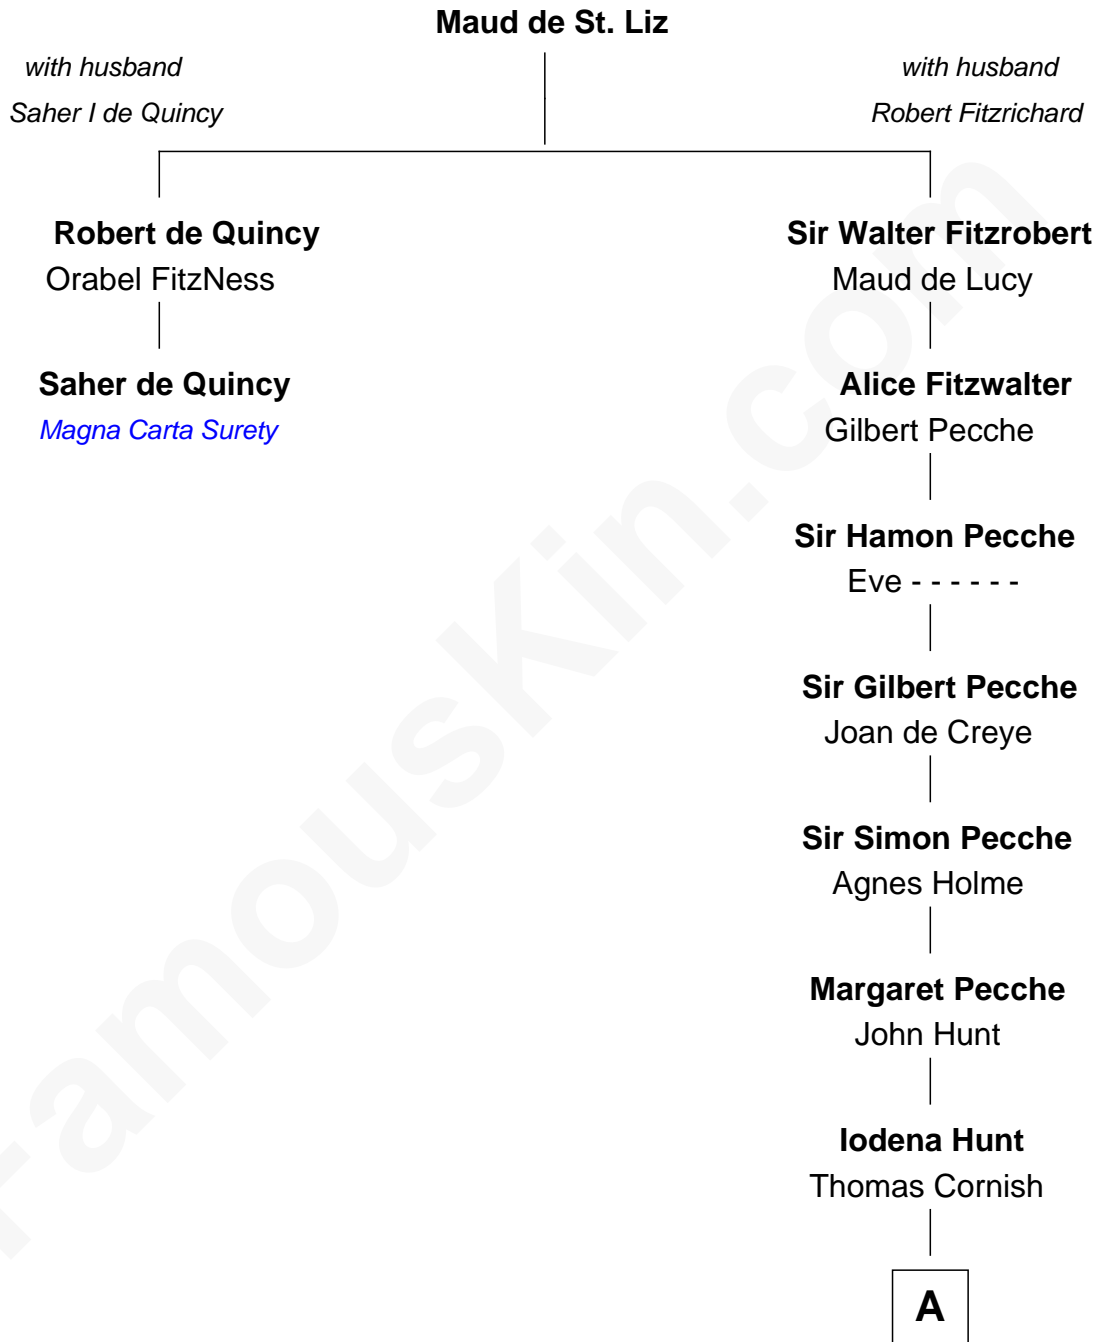 Maud de St. Liz
with husband
Saher I de Quincy
with husband
Robert Fitzrichard
Robert de Quincy
Orabel FitzNess
Saher de Quincy
Magna Carta Surety
Sir Walter Fitzrobert
Maud de Lucy
Alice Fitzwalter
Gilbert Pecche
Sir Hamon Pecche
Eve - - - - - -
Sir Gilbert Pecche
Joan de Creye
Sir Simon Pecche
Agnes Holme
Margaret Pecche
John Hunt
Iodena Hunt
Thomas Cornish
A
FamousKin.com